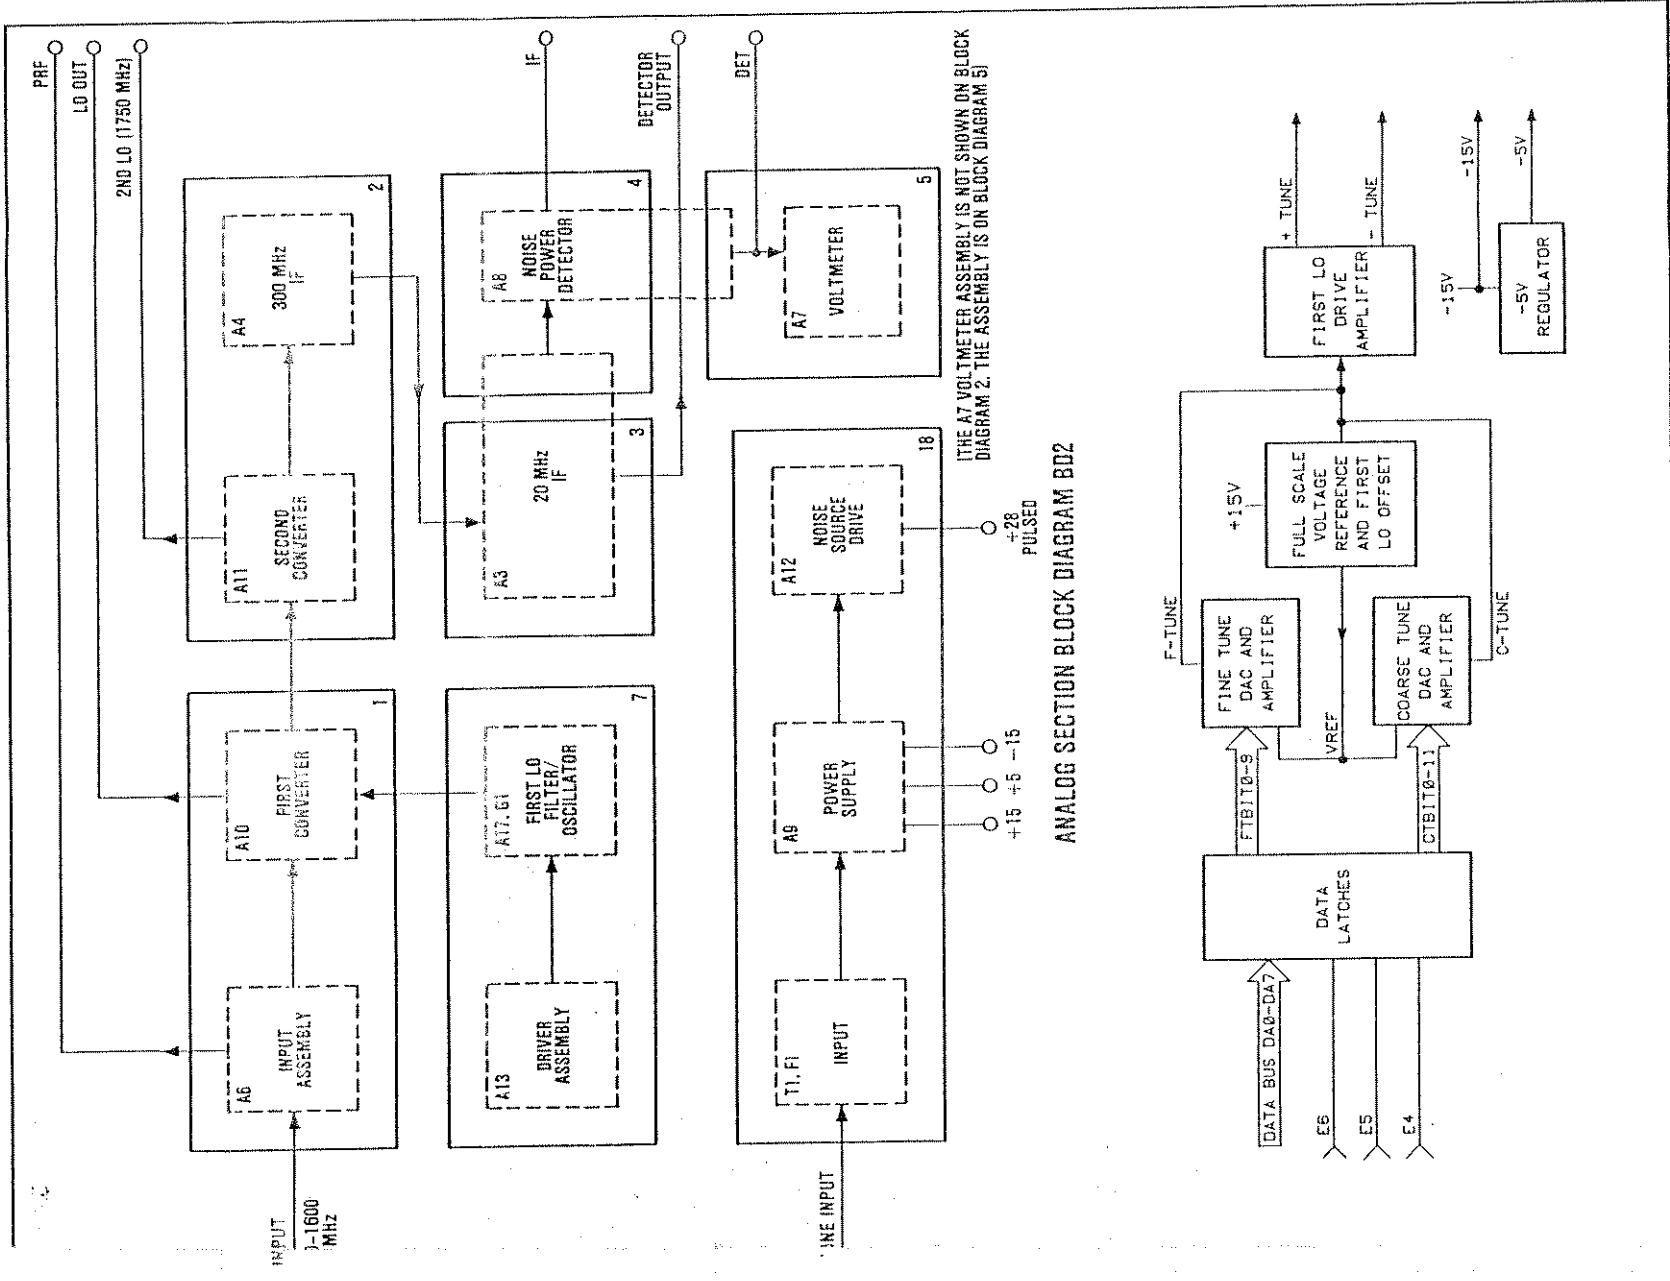 PRF
LO OUT
2ND LO (1750 MHz)
INPUT
MHz
A6
INPUT
ASSEMBLY
A10
FIRST
CONVERTER
1
A11
SECOND
CONVERTER
A4
300 MHz
IF
2
A13
DRIVER
ASSEMBLY
A17, G1
FIRST LO
FILTER/
OSCILLATOR
7
A3
20 MHz
IF
3
A8
NOISE
POWER
DETECTOR
4
IF
DETECTOR
OUTPUT
DET
A7
VOLTMETER
5
INPUT
T1, F1
INPUT
A9
POWER
SUPPLY
+15 +5 -15
A12
NOISE
SOURCE
DRIVE
+28
PULSED
18
(THE A7 VOLTMETER ASSEMBLY IS NOT SHOWN ON BLOCK
DIAGRAM 2. THE ASSEMBLY IS ON BLOCK DIAGRAM 5)
ANALOG SECTION BLOCK DIAGRAM BD2
DATA BUS DA0-DA7
E6
E5
E4
DATA
LATCHES
FTBIT0-9
CTBIT0-11
F-TUNE
FINE TUNE
DAC AND
AMPLIFIER
VREF
COARSE TUNE
DAC AND
AMPLIFIER
C-TUNE
+15V
FULL SCALE
VOLTAGE
REFERENCE
AND FIRST
LO OFFSET
FIRST LO
DRIVE
AMPLIFIER
+ TUNE
- TUNE
-15V
-15V
-5V
REGULATOR
-5V